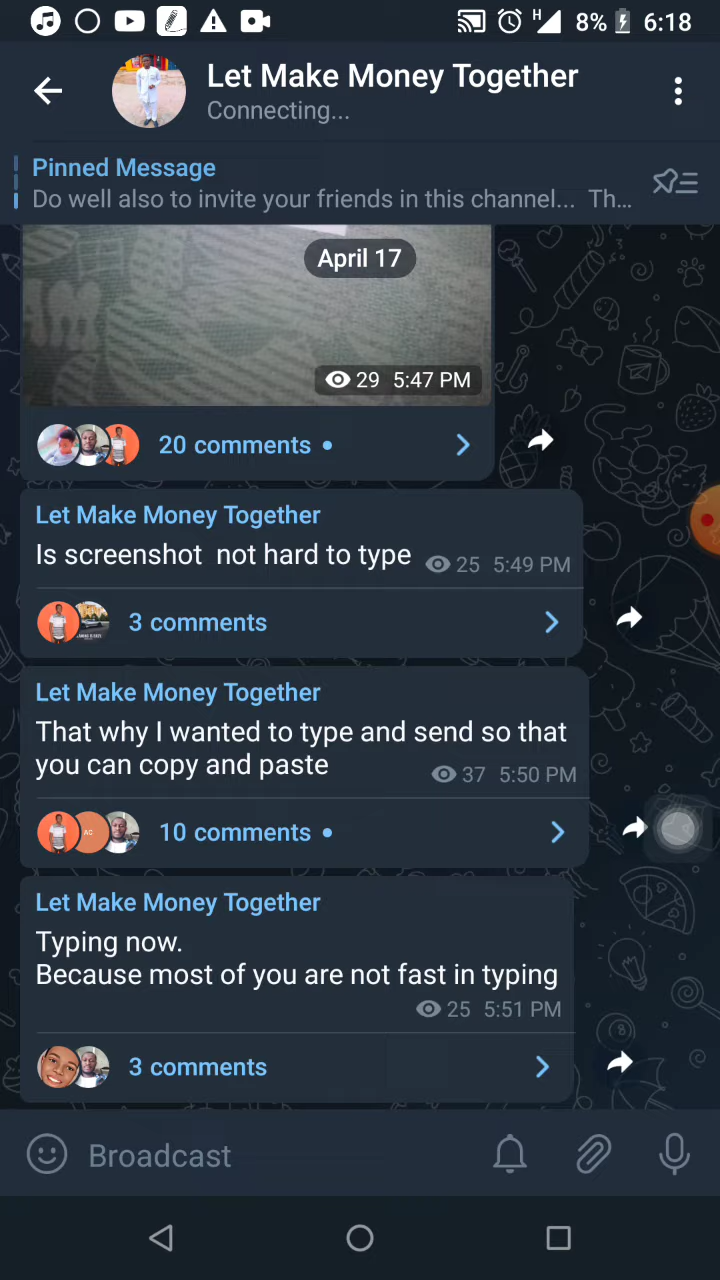 H 8% 6:18
Let Make Money Together
Connecting...
Pinned Message
Do well also to invite your friends in this channel... Th...
April 17
29 5:47 PM
20 comments
Let Make Money Together
Is screenshot  not hard to type 25 5:49 PM
3 comments
Let Make Money Together
That why I wanted to type and send so that
you can copy and paste 37 5:50 PM
AC
10 comments
Let Make Money Together
Typing now.
Because most of you are not fast in typing
25 5:51 PM
3 comments
Broadcast